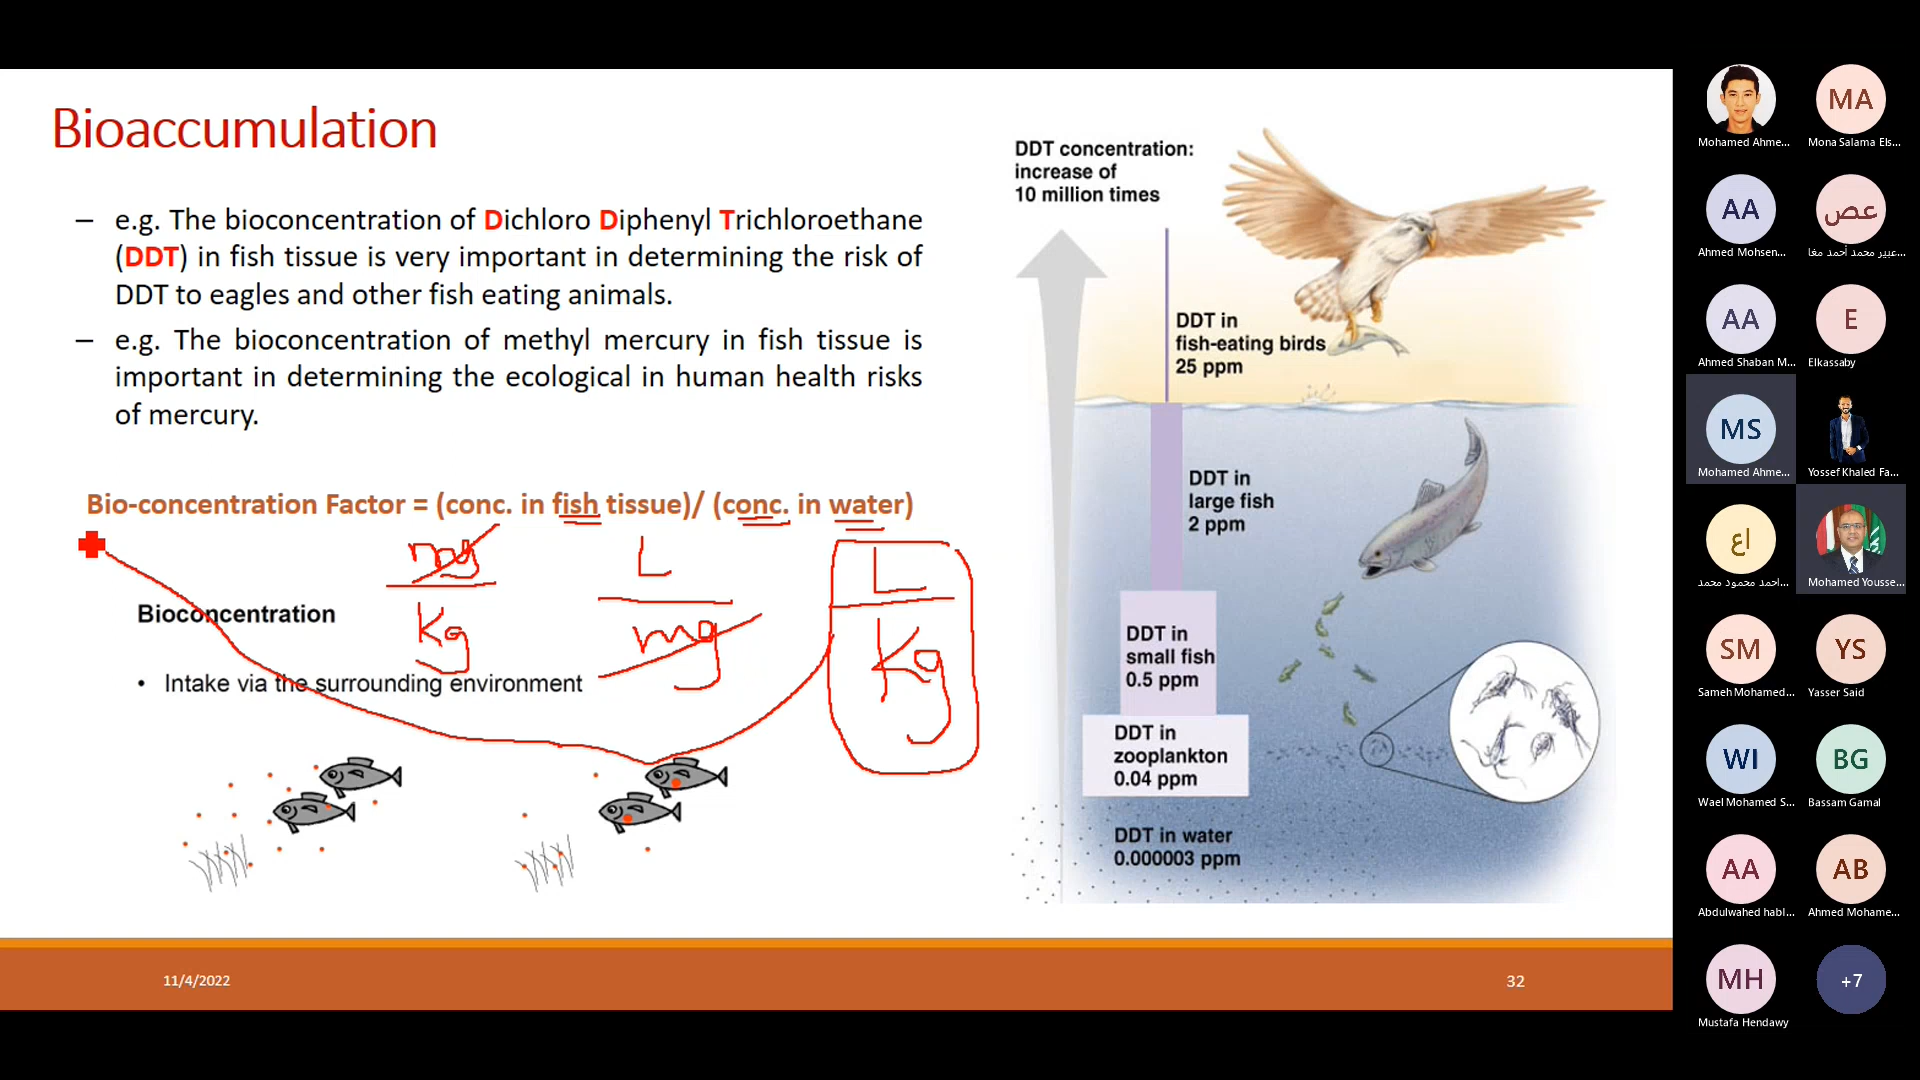 Bioaccumulation
– e.g. The bioconcentration of Dichloro Diphenyl Trichloroethane
(DDT) in fish tissue is very important in determining the risk of
DDT to eagles and other fish eating animals.
– e.g. The bioconcentration of methyl mercury in fish tissue is
important in determining the ecological in human health risks
of mercury.
Bio-concentration Factor = (conc. in fish tissue)/ (conc. in water)
mg
Kg
L
mg
L
Kg
Bioconcentration
• Intake via the surrounding environment
DDT concentration:
increase of
10 million times
DDT in
fish-eating birds
25 ppm
DDT in
large fish
2 ppm
DDT in
small fish
0.5 ppm
DDT in
zooplankton
0.04 ppm
DDT in water
0.000003 ppm
11/4/2022
32
Mohamed Ahme...
MA
Mona Salama Els...
AA
Ahmed Mohsen...
عص
عبير محمد أحمد مغا...
AA
Ahmed Shaban M...
E
Elkassaby
MS
Mohamed Ahme...
Yossef Khaled Fa...
اع
احمد محمود محمد...
Mohamed Yousse...
SM
Sameh Mohamed...
YS
Yasser Said
WI
Wael Mohamed S...
BG
Bassam Gamal
AA
Abdulwahed habl...
AB
Ahmed Mohame...
MH
Mustafa Hendawy
+7